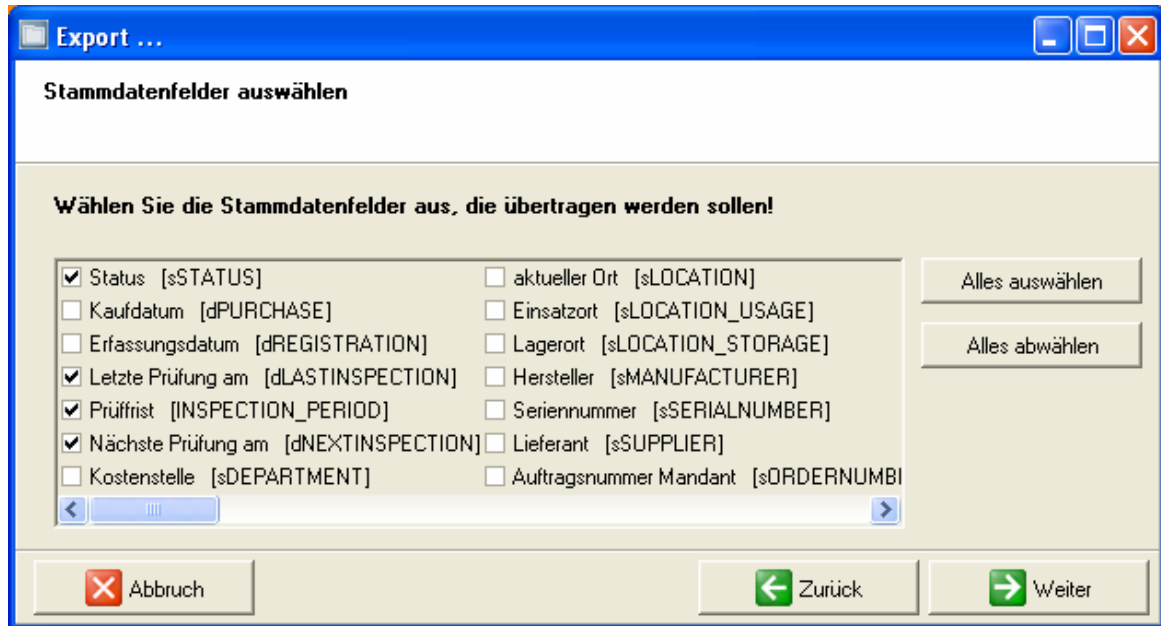 Export ...
Stammdatenfelder auswählen
Wählen Sie die Stammdatenfelder aus, die übertragen werden sollen!
Status [sSTATUS]
Kaufdatum [dPURCHASE]
Erfassungsdatum [dREGISTRATION]
Letzte Prüfung am [dLASTINSPECTION]
Prüffrist [INSPECTION_PERIOD]
Nächste Prüfung am [dNEXTINSPECTION]
Kostenstelle [sDEPARTMENT]
aktueller Ort [sLOCATION]
Einsatzort [sLOCATION_USAGE]
Lagerort [sLOCATION_STORAGE]
Hersteller [sMANUFACTURER]
Seriennummer [sSERIALNUMBER]
Lieferant [sSUPPLIER]
Auftragsnummer Mandant [sORDERNUMBI
Alles auswählen
Alles abwählen
Abbruch
Zurück
Weiter